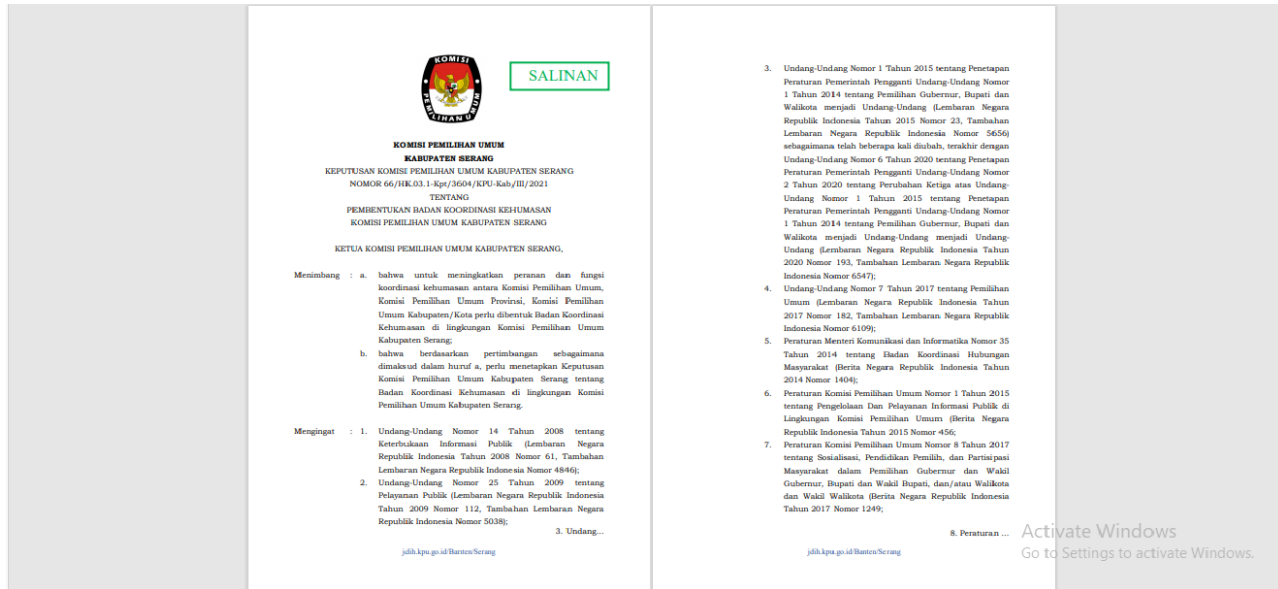 KOMISI
PEMILIHAN UMUM
SALINAN
KOMISI PEMILIHAN UMUM
KABUPATEN SERANG
KEPUTUSAN KOMISI PEMILIHAN UMUM KABUPATEN SERANG
NOMOR 66/HK.03.1-Kpt/3604/KPU-Kab/III/2021
TENTANG
PEMBENTUKAN BADAN KOORDINASI KEHUMASAN
KOMISI PEMILIHAN UMUM KABUPATEN SERANG
KETUA KOMISI PEMILIHAN UMUM KABUPATEN SERANG,
Menimbang : a. bahwa untuk meningkatkan peranan dan fungsi
koordinasi kehumasan antara Komisi Pemilihan Umum,
Komisi Pemilihan Umum Provinsi, Komisi Pemilihan
Umum Kabupaten/Kota perlu dibentuk Badan Koordinasi
Kehumasan di lingkungan Komisi Pemilihan Umum
Kabupaten Serang;
b. bahwa berdasarkan pertimbangan sebagaimana
dimaksud dalam huruf a, perlu menetapkan Keputusan
Komisi Pemilihan Umum Kabupaten Serang tentang
Badan Koordinasi Kehumasan di lingkungan Komisi
Pemilihan Umum Kabupaten Serang.
Mengingat : 1. Undang-Undang Nomor 14 Tahun 2008 tentang
Keterbukaan Informasi Publik (Lembaran Negara
Republik Indonesia Tahun 2008 Nomor 61, Tambahan
Lembaran Negara Republik Indonesia Nomor 4846);
2. Undang-Undang Nomor 25 Tahun 2009 tentang
Pelayanan Publik (Lembaran Negara Republik Indonesia
Tahun 2009 Nomor 112, Tambahan Lembaran Negara
Republik Indonesia Nomor 5038);
3. Undang...
jdih.kpu.go.id/Banten/Serang
3. Undang-Undang Nomor 1 Tahun 2015 tentang Penetapan
Peraturan Pemerintah Pengganti Undang-Undang Nomor
1 Tahun 2014 tentang Pemilihan Gubernur, Bupati dan
Walikota menjadi Undang-Undang (Lembaran Negara
Republik Indonesia Tahun 2015 Nomor 23, Tambahan
Lembaran Negara Republik Indonesia Nomor 5656)
sebagaimana telah beberapa kali diubah, terakhir dengan
Undang-Undang Nomor 6 Tahun 2020 tentang Penetapan
Peraturan Pemerintah Pengganti Undang-Undang Nomor
2 Tahun 2020 tentang Perubahan Ketiga atas Undang-
Undang Nomor 1 Tahun 2015 tentang Penetapan
Peraturan Pemerintah Pengganti Undang-Undang Nomor
1 Tahun 2014 tentang Pemilihan Gubernur, Bupati dan
Walikota menjadi Undang-Undang menjadi Undang-
Undang (Lembaran Negara Republik Indonesia Tahun
2020 Nomor 193, Tambahan Lembaran Negara Republik
Indonesia Nomor 6547);
4. Undang-Undang Nomor 7 Tahun 2017 tentang Pemilihan
Umum (Lembaran Negara Republik Indonesia Tahun
2017 Nomor 182, Tambahan Lembaran Negara Republik
Indonesia Nomor 6109);
5. Peraturan Menteri Komunikasi dan Informatika Nomor 35
Tahun 2014 tentang Badan Koordinasi Hubungan
Masyarakat (Berita Negara Republik Indonesia Tahun
2014 Nomor 1404);
6. Peraturan Komisi Pemilihan Umum Nomor 1 Tahun 2015
tentang Pengelolaan Dan Pelayanan Informasi Publik di
Lingkungan Komisi Pemilihan Umum (Berita Negara
Republik Indonesia Tahun 2015 Nomor 456;
7. Peraturan Komisi Pemilihan Umum Nomor 8 Tahun 2017
tentang Sosialisasi, Pendidikan Pemilih, dan Partisipasi
Masyarakat dalam Pemilihan Gubernur dan Wakil
Gubernur, Bupati dan Wakil Bupati, dan/atau Walikota
dan Wakil Walikota (Berita Negara Republik Indonesia
Tahun 2017 Nomor 1249;
8. Peraturan ...
jdih.kpu.go.id/Banten/Serang
Activate Windows
Go to Settings to activate Windows.